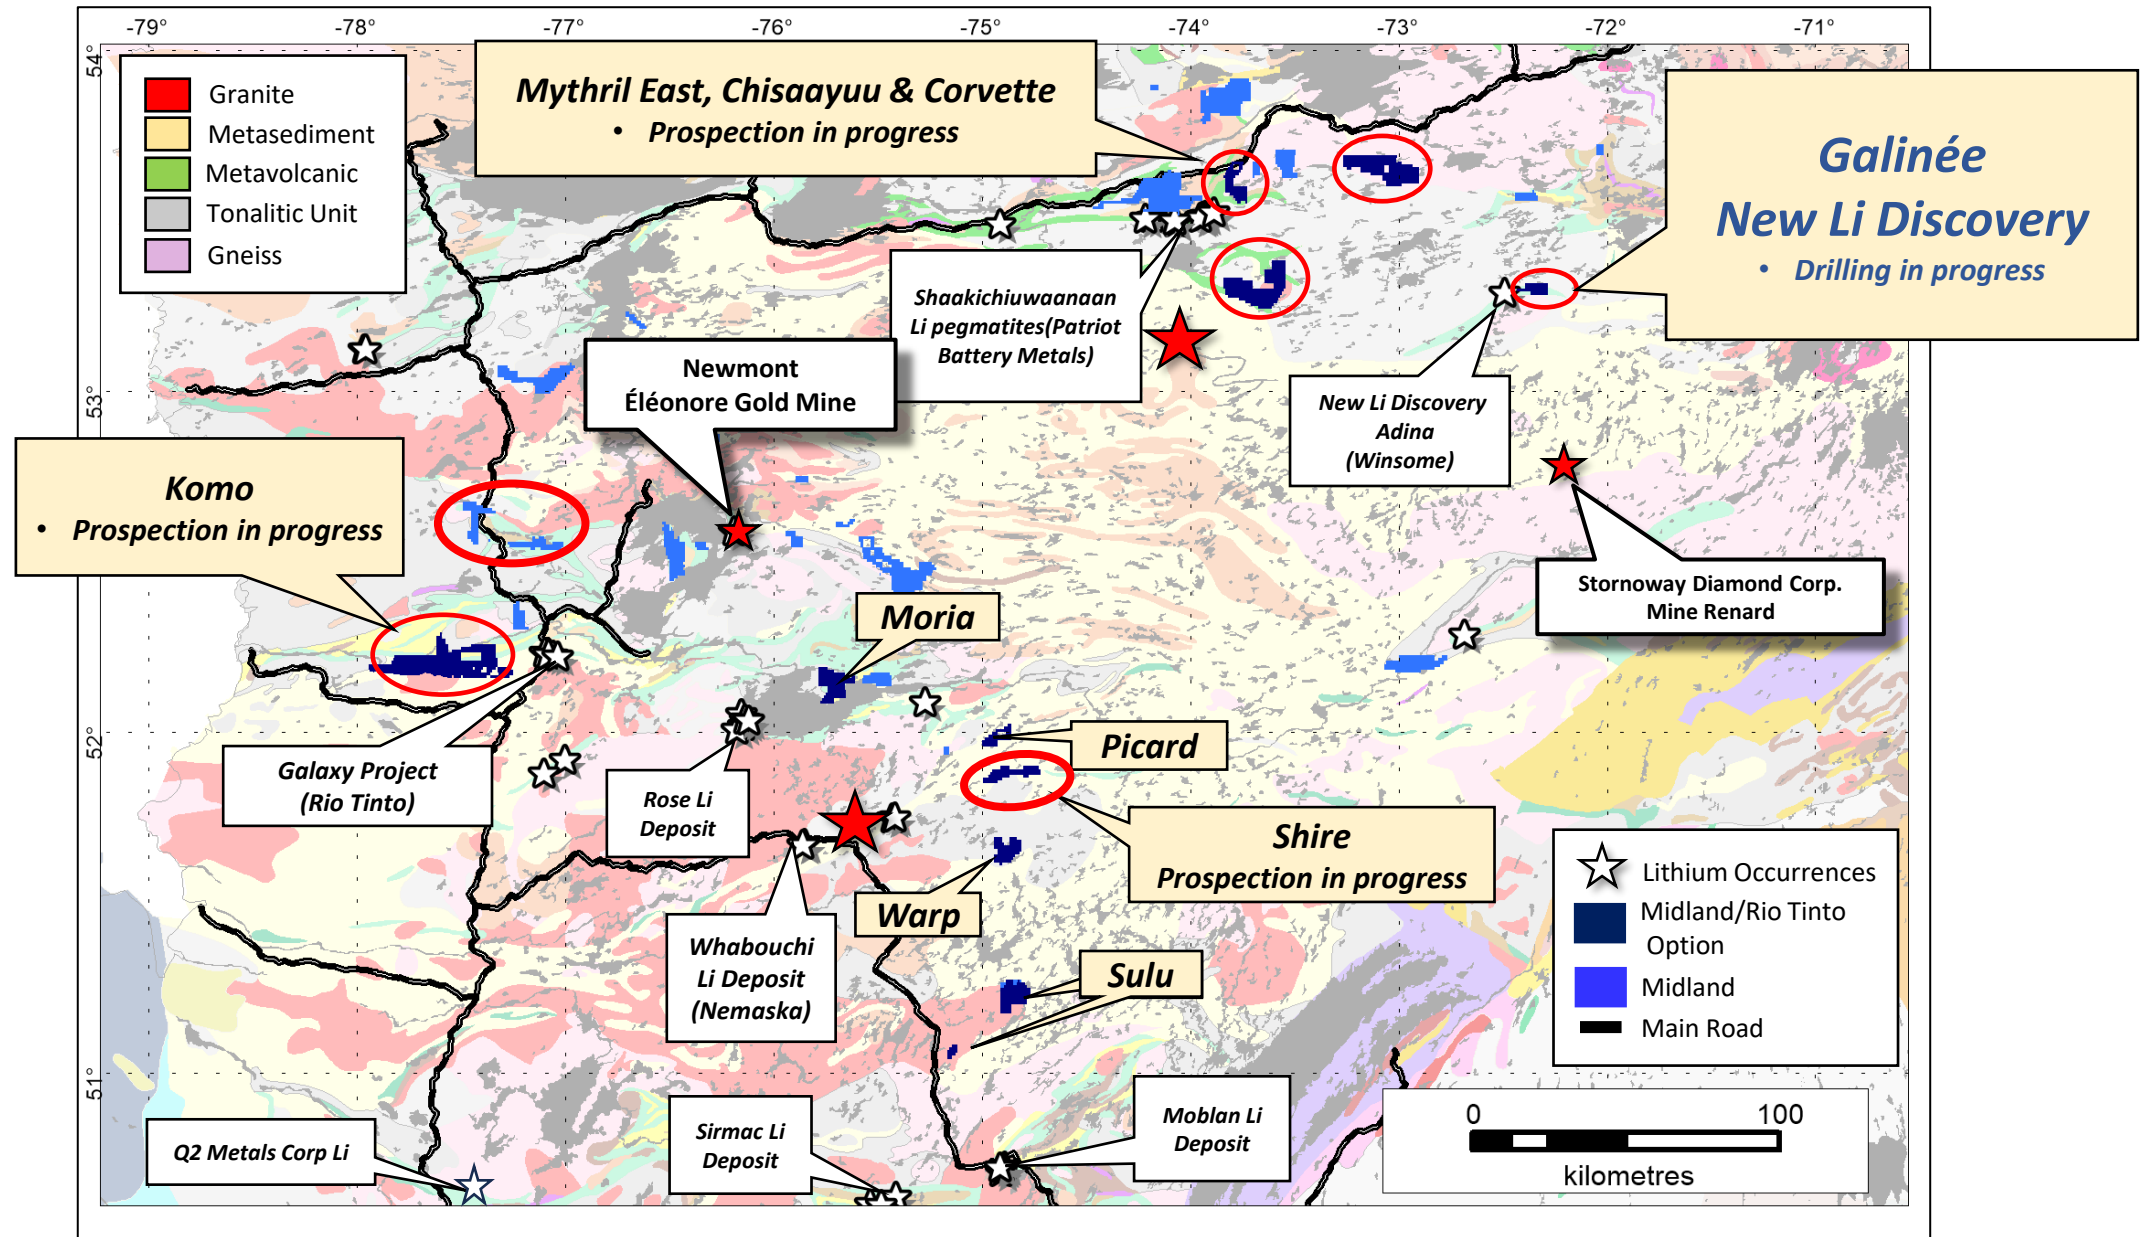 -79°
-78°
-77°
-76°
-75°
-74°
-73°
-72°
-71°
54°
53°
52°
51°
Granite
Metasediment
Metavolcanic
Tonalitic Unit
Gneiss
Mythril East, Chisaayuu & Corvette
• Prospection in progress
Galinée
New Li Discovery
• Drilling in progress
Shaakichiuwaanaan
Li pegmatites(Patriot
Battery Metals)
Newmont
Éléonore Gold Mine
New Li Discovery
Adina
(Winsome)
Komo
• Prospection in progress
Stornoway Diamond Corp.
Mine Renard
Moria
Picard
Galaxy Project
(Rio Tinto)
Rose Li
Deposit
Shire
Prospection in progress
Warp
Whabouchi
Li Deposit
(Nemaska)
Sulu
Lithium Occurrences
Midland/Rio Tinto
Option
Midland
Main Road
Q2 Metals Corp Li
Sirmac Li
Deposit
Moblan Li
Deposit
0
100
kilometres